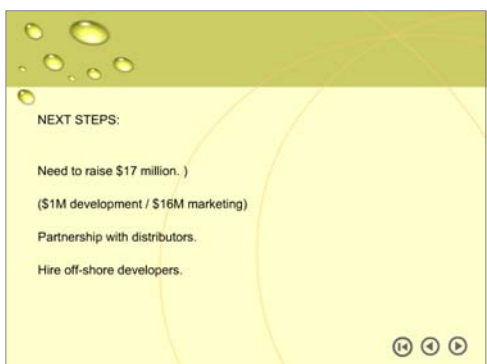 NEXT STEPS:
Need to raise $17 million. )
($1M development / $16M marketing)
Partnership with distributors.
Hire off-shore developers.